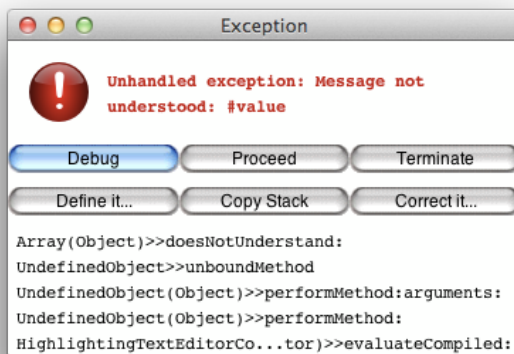 Exception
Unhandled exception: Message not
understood: #value
Debug Proceed Terminate
Define it... Copy Stack Correct it...
Array(Object)>>doesNotUnderstand:
UndefinedObject>>unboundMethod
UndefinedObject(Object)>>performMethod:arguments:
UndefinedObject(Object)>>performMethod:
HighlightingTextEditorCo...tor)>>evaluateCompiled: